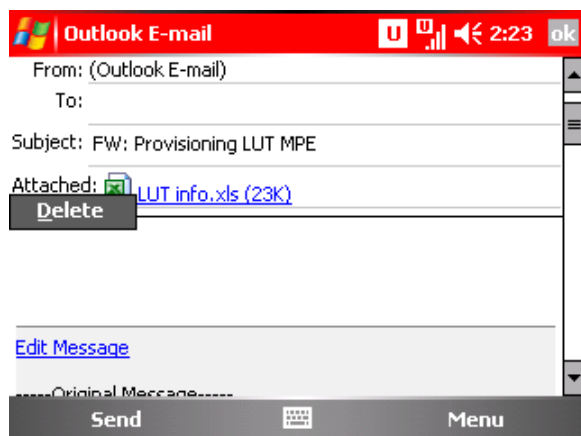 Outlook E-mail U U 2:23 ok
From: (Outlook E-mail)
To:
Subject: FW: Provisioning LUT MPE
Attached: LUT info.xls (23K)
Delete
Edit Message
-----Original Message-----
Send Menu